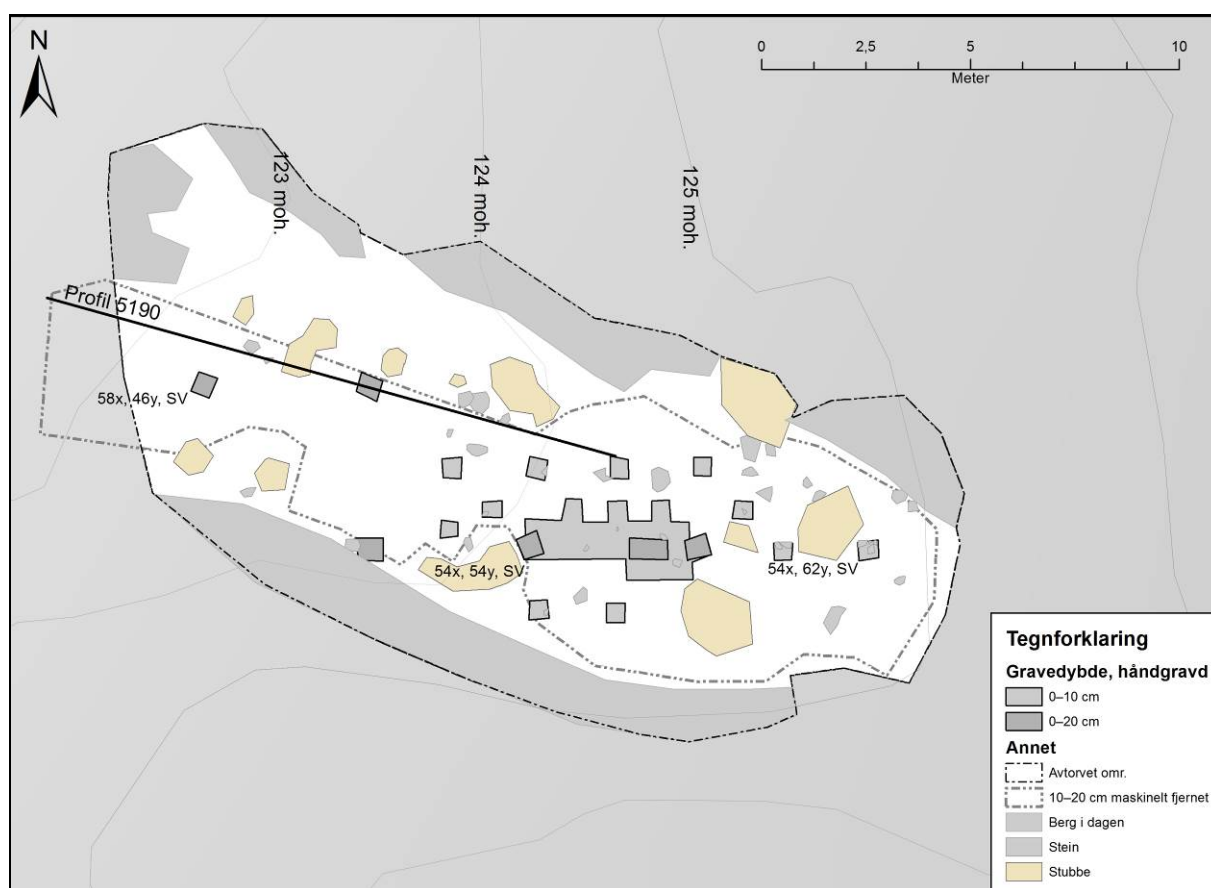 N
0 2,5 5 10
Meter
123 moh.
124 moh.
125 moh.
Profil 5190
58x, 46y, SV
54x, 54y, SV
54x, 62y, SV
Tegnforklaring
Gravedybde, håndgravd
0–10 cm
0–20 cm
Annet
Avtorvet omr.
10–20 cm maskinelt fjernet
Berg i dagen
Stein
Stubbe